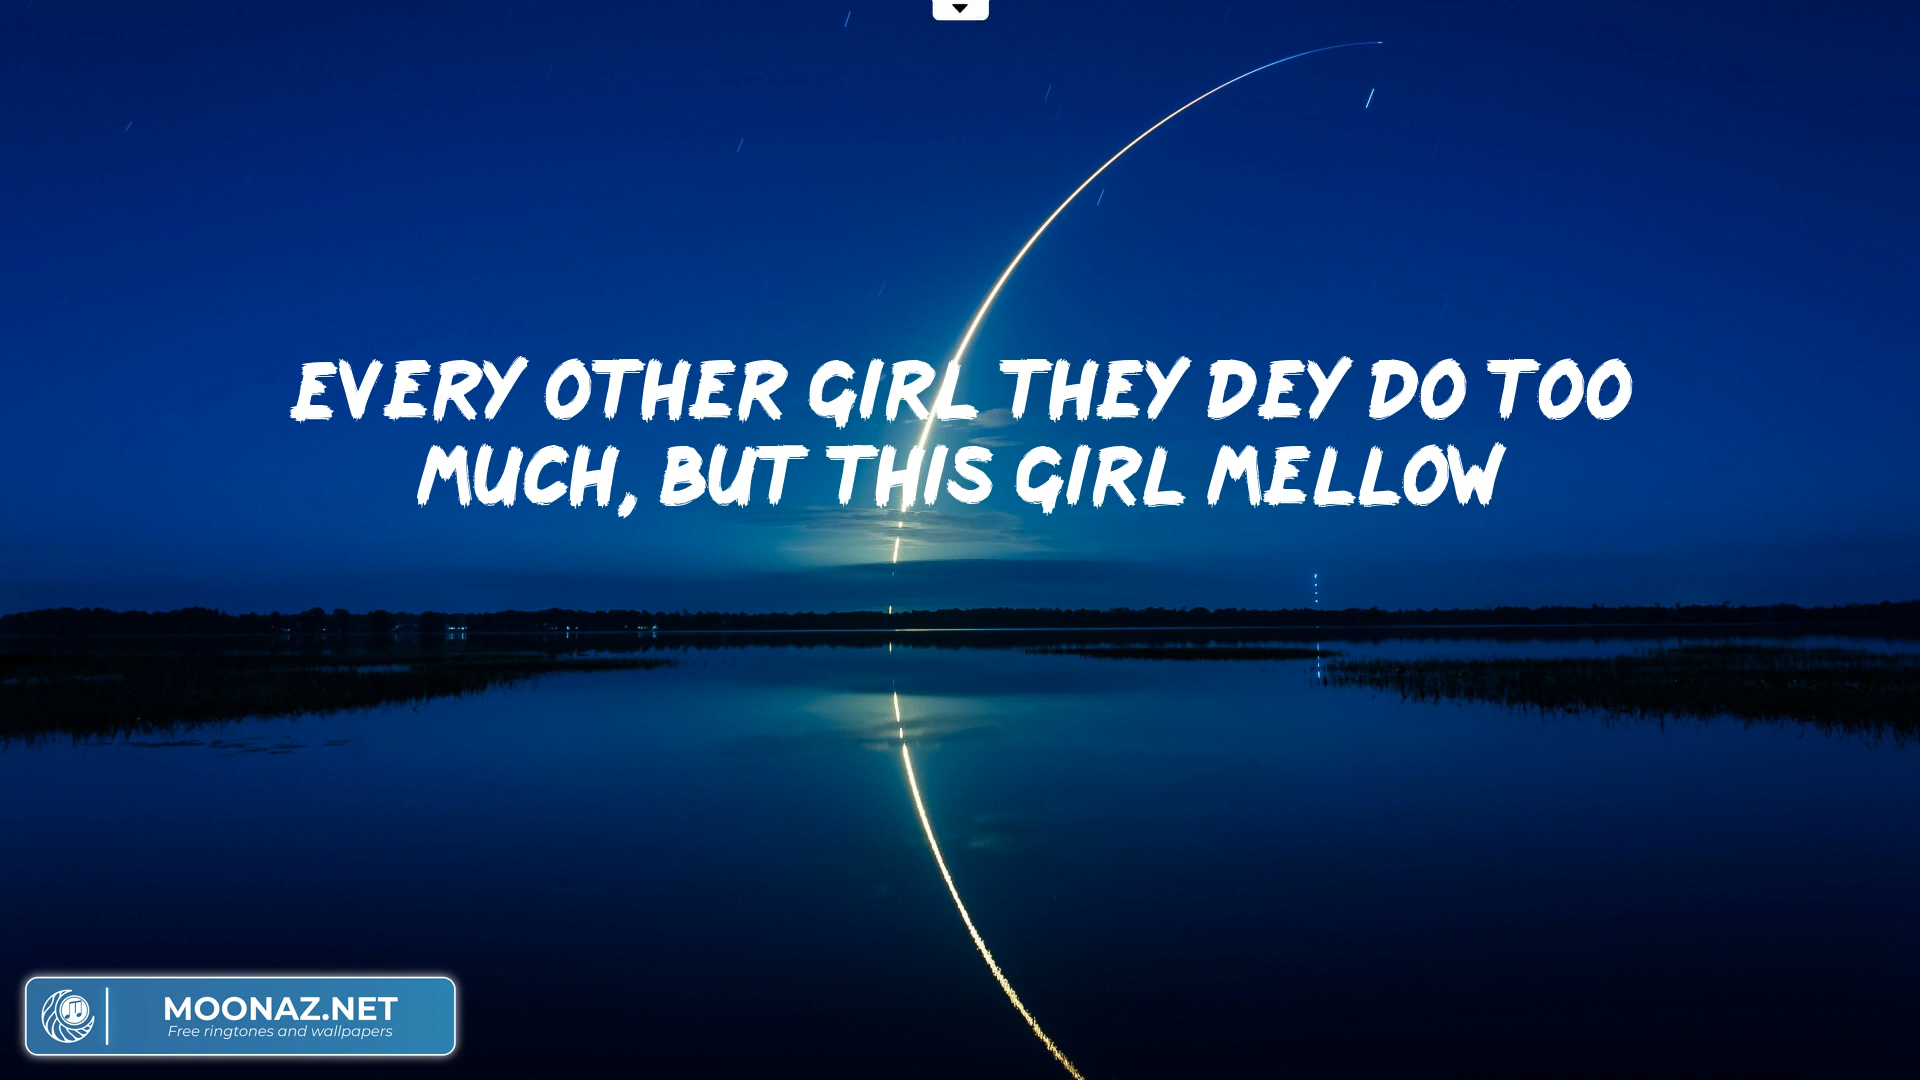 EVERY OTHER GIRL THEY DEY DO TOO
MUCH, BUT THIS GIRL MELLOW
MOONAZ.NET
Free ringtones and wallpapers